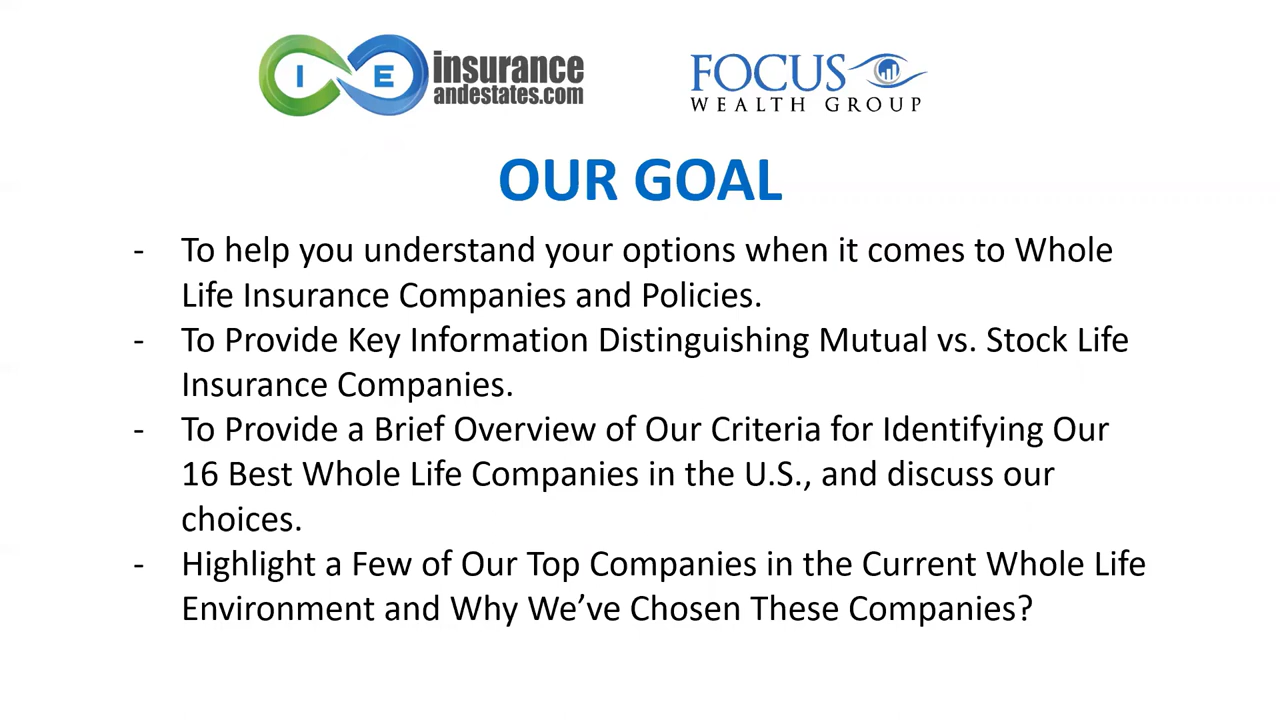 I E insurance
andestates.com
FOCUS
WEALTH GROUP
OUR GOAL
- To help you understand your options when it comes to Whole
Life Insurance Companies and Policies.
- To Provide Key Information Distinguishing Mutual vs. Stock Life
Insurance Companies.
- To Provide a Brief Overview of Our Criteria for Identifying Our
16 Best Whole Life Companies in the U.S., and discuss our
choices.
- Highlight a Few of Our Top Companies in the Current Whole Life
Environment and Why We’ve Chosen These Companies?